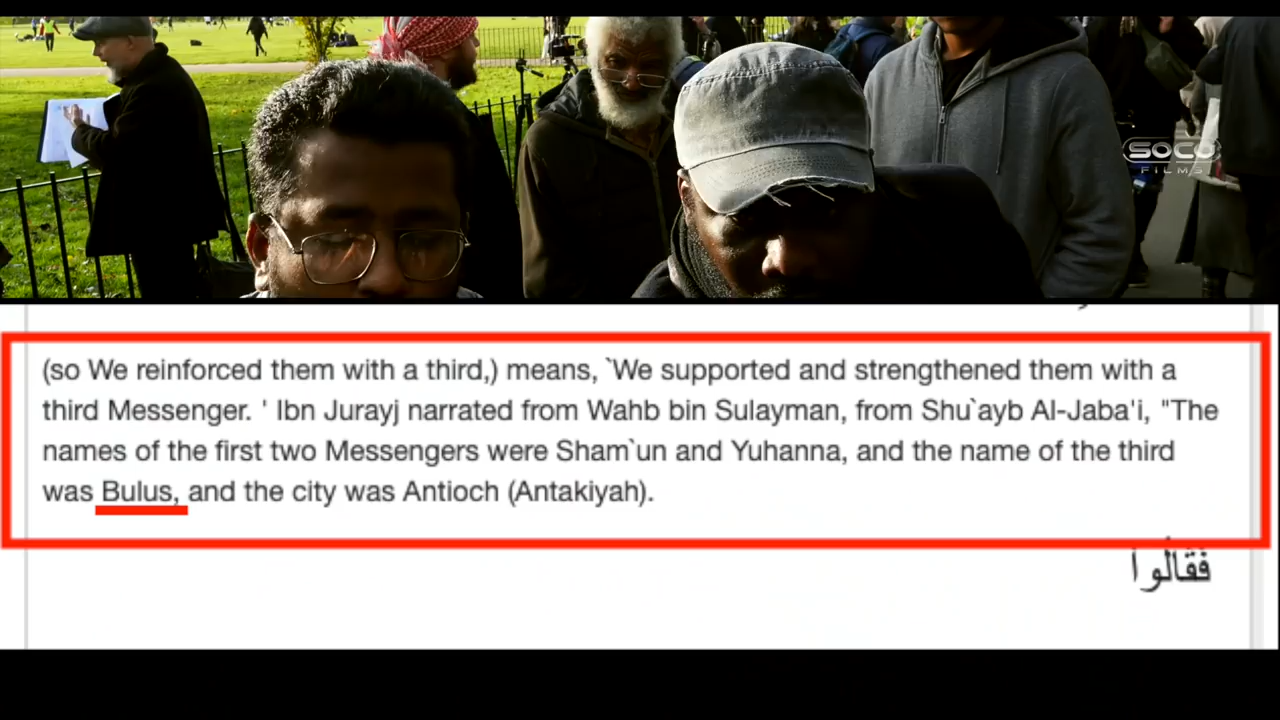 SOCO
FILMS
(so We reinforced them with a third,) means, `We supported and strengthened them with a
third Messenger. ' Ibn Jurayj narrated from Wahb bin Sulayman, from Shu`ayb Al-Jaba'i, "The
names of the first two Messengers were Sham`un and Yuhanna, and the name of the third
was Bulus, and the city was Antioch (Antakiyah).
فَقَالُوا